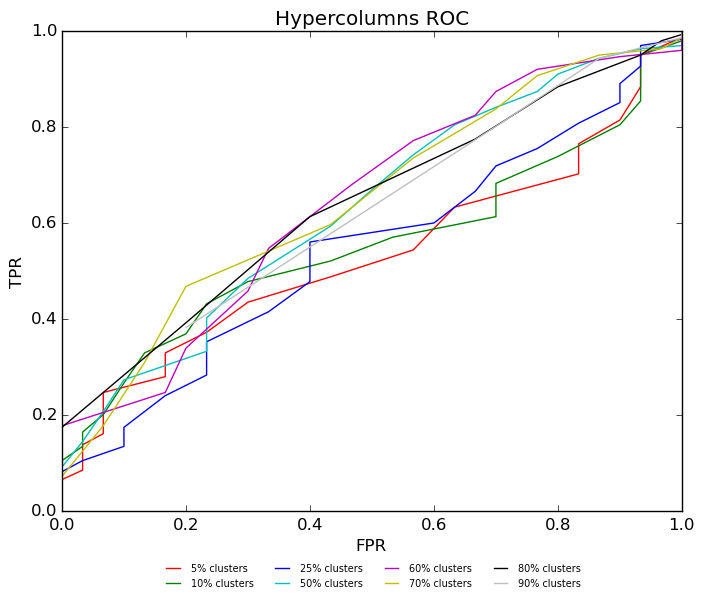 Hypercolumns ROC
1.0
0.8
0.6
0.4
0.2
0.0
TPR
0.0 0.2 0.4 0.6 0.8 1.0
FPR
5% clusters 25% clusters 60% clusters 80% clusters
10% clusters 50% clusters 70% clusters 90% clusters